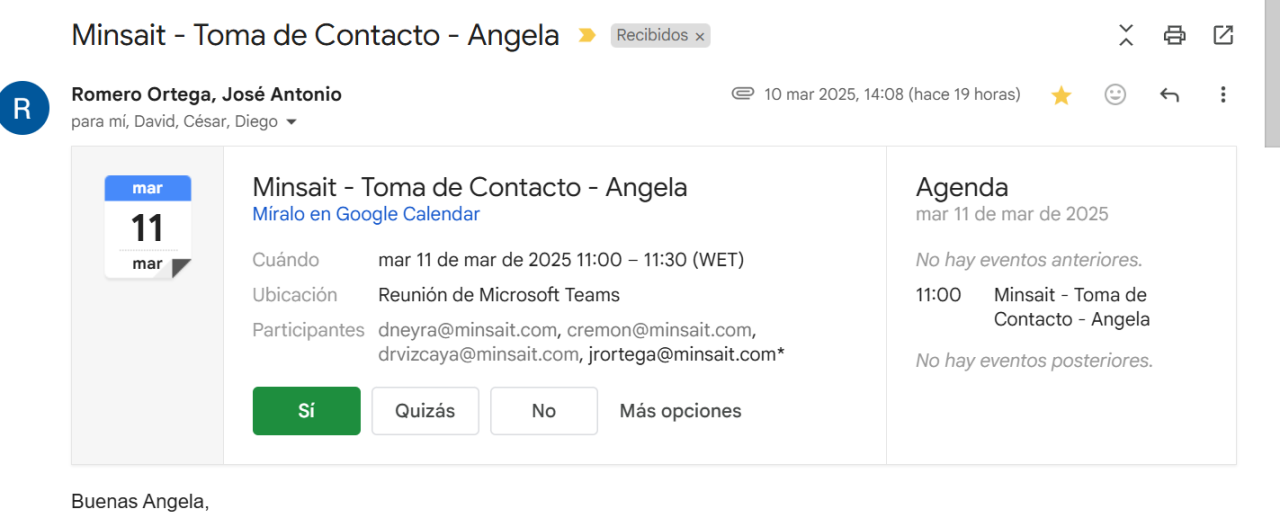 Minsait - Toma de Contacto - Angela Recibidos x
Romero Ortega, José Antonio 10 mar 2025, 14:08 (hace 19 horas)
R
para mí, David, César, Diego
mar
11
mar
Minsait - Toma de Contacto - Angela
Míralo en Google Calendar
Cuándo mar 11 de mar de 2025 11:00 – 11:30 (WET)
Ubicación Reunión de Microsoft Teams
Participantes dneyra@minsait.com, cremon@minsait.com,
drvizcaya@minsait.com, jrortega@minsait.com*
Sí Quizás No Más opciones
Agenda
mar 11 de mar de 2025
No hay eventos anteriores.
11:00 Minsait - Toma de
Contacto - Angela
No hay eventos posteriores.
Buenas Angela,